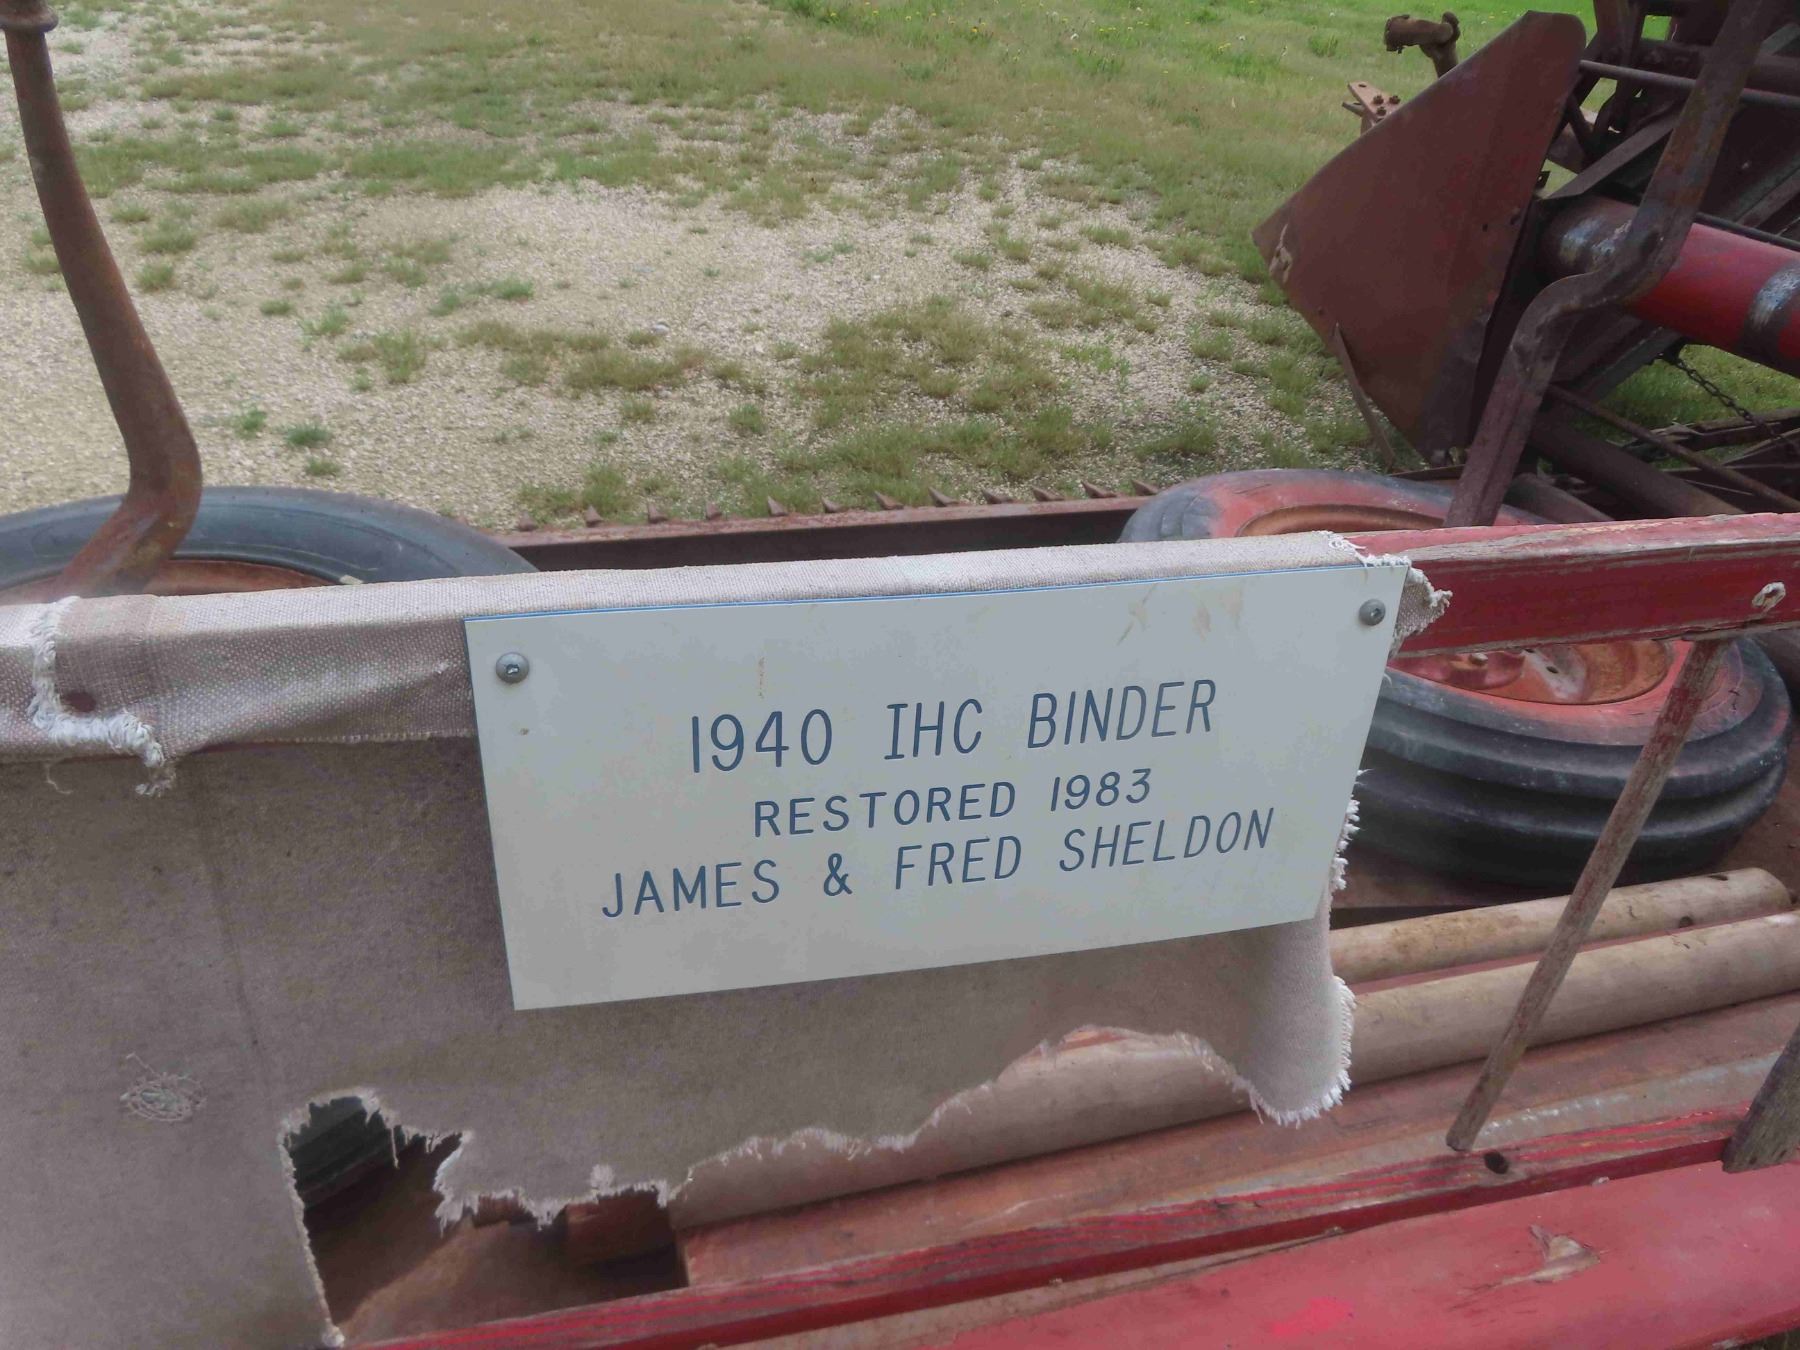 1940 IHC BINDER
RESTORED 1983
JAMES & FRED SHELDON